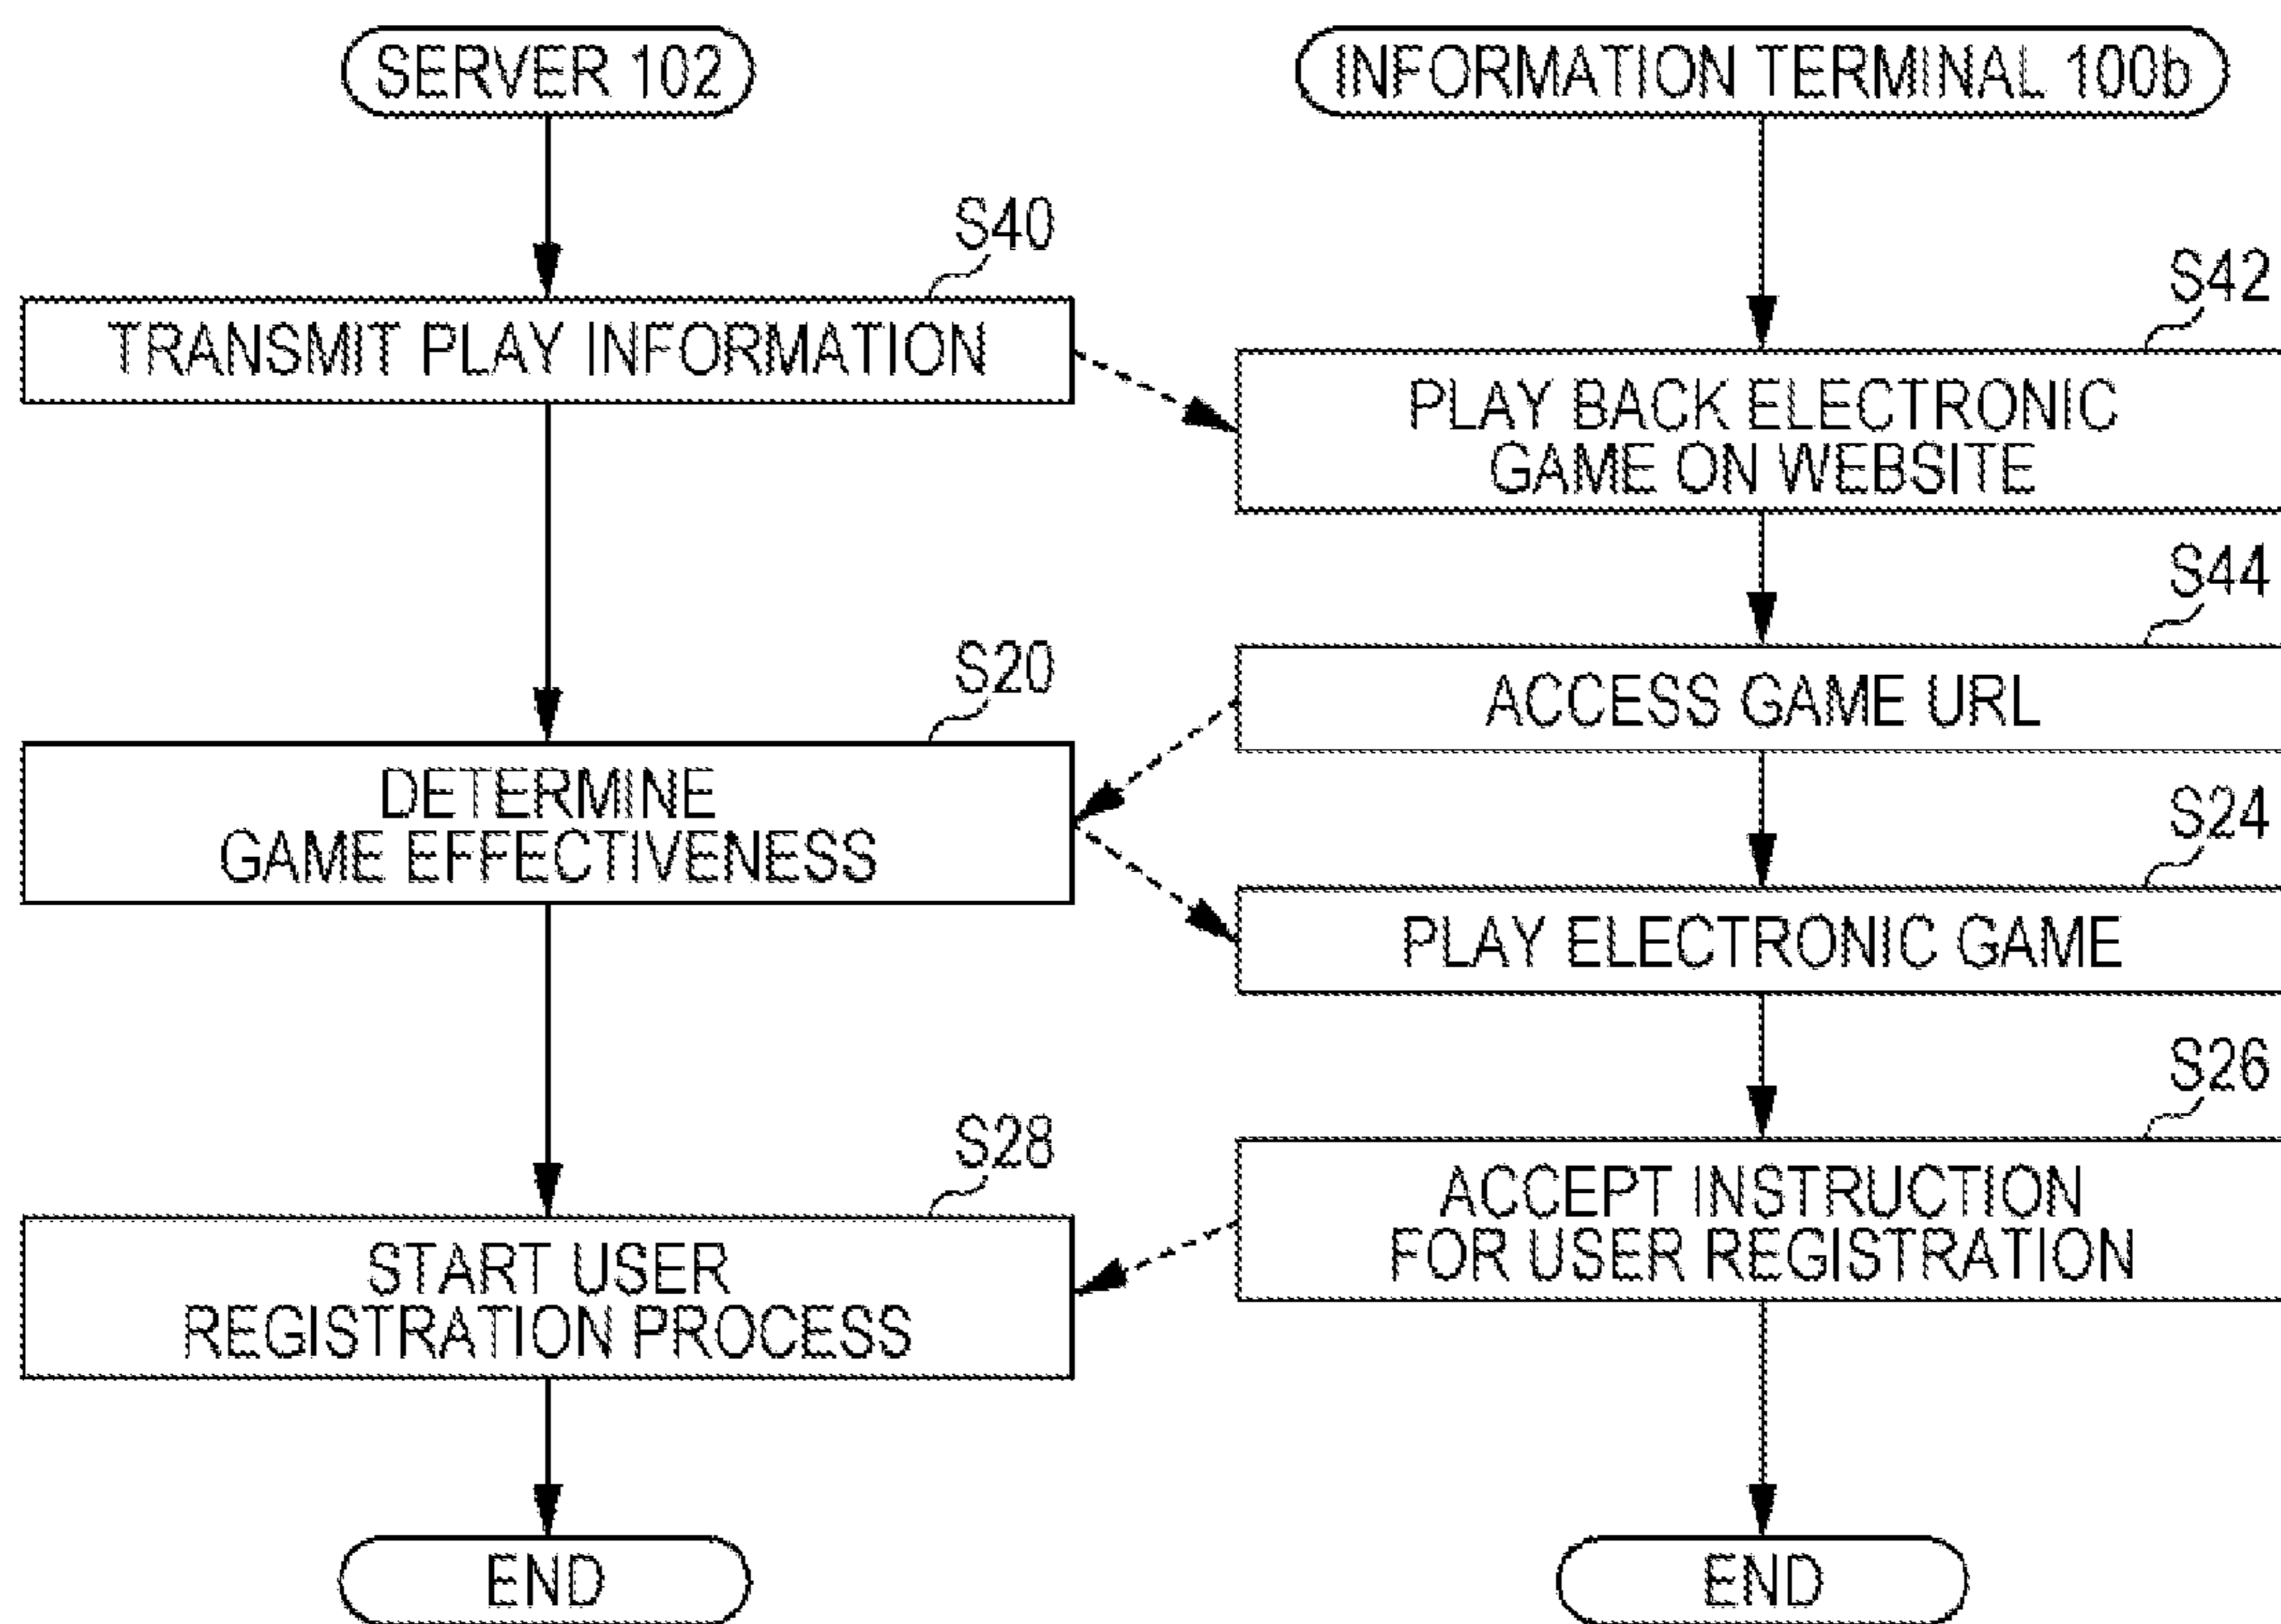 SERVER 102
S40
TRANSMIT PLAY INFORMATION
S20
DETERMINE
GAME EFFECTIVENESS
S28
START USER
REGISTRATION PROCESS
END
INFORMATION TERMINAL 100b
S42
PLAY BACK ELECTRONIC
GAME ON WEBSITE
S44
ACCESS GAME URL
S24
PLAY ELECTRONIC GAME
S26
ACCEPT INSTRUCTION
FOR USER REGISTRATION
END